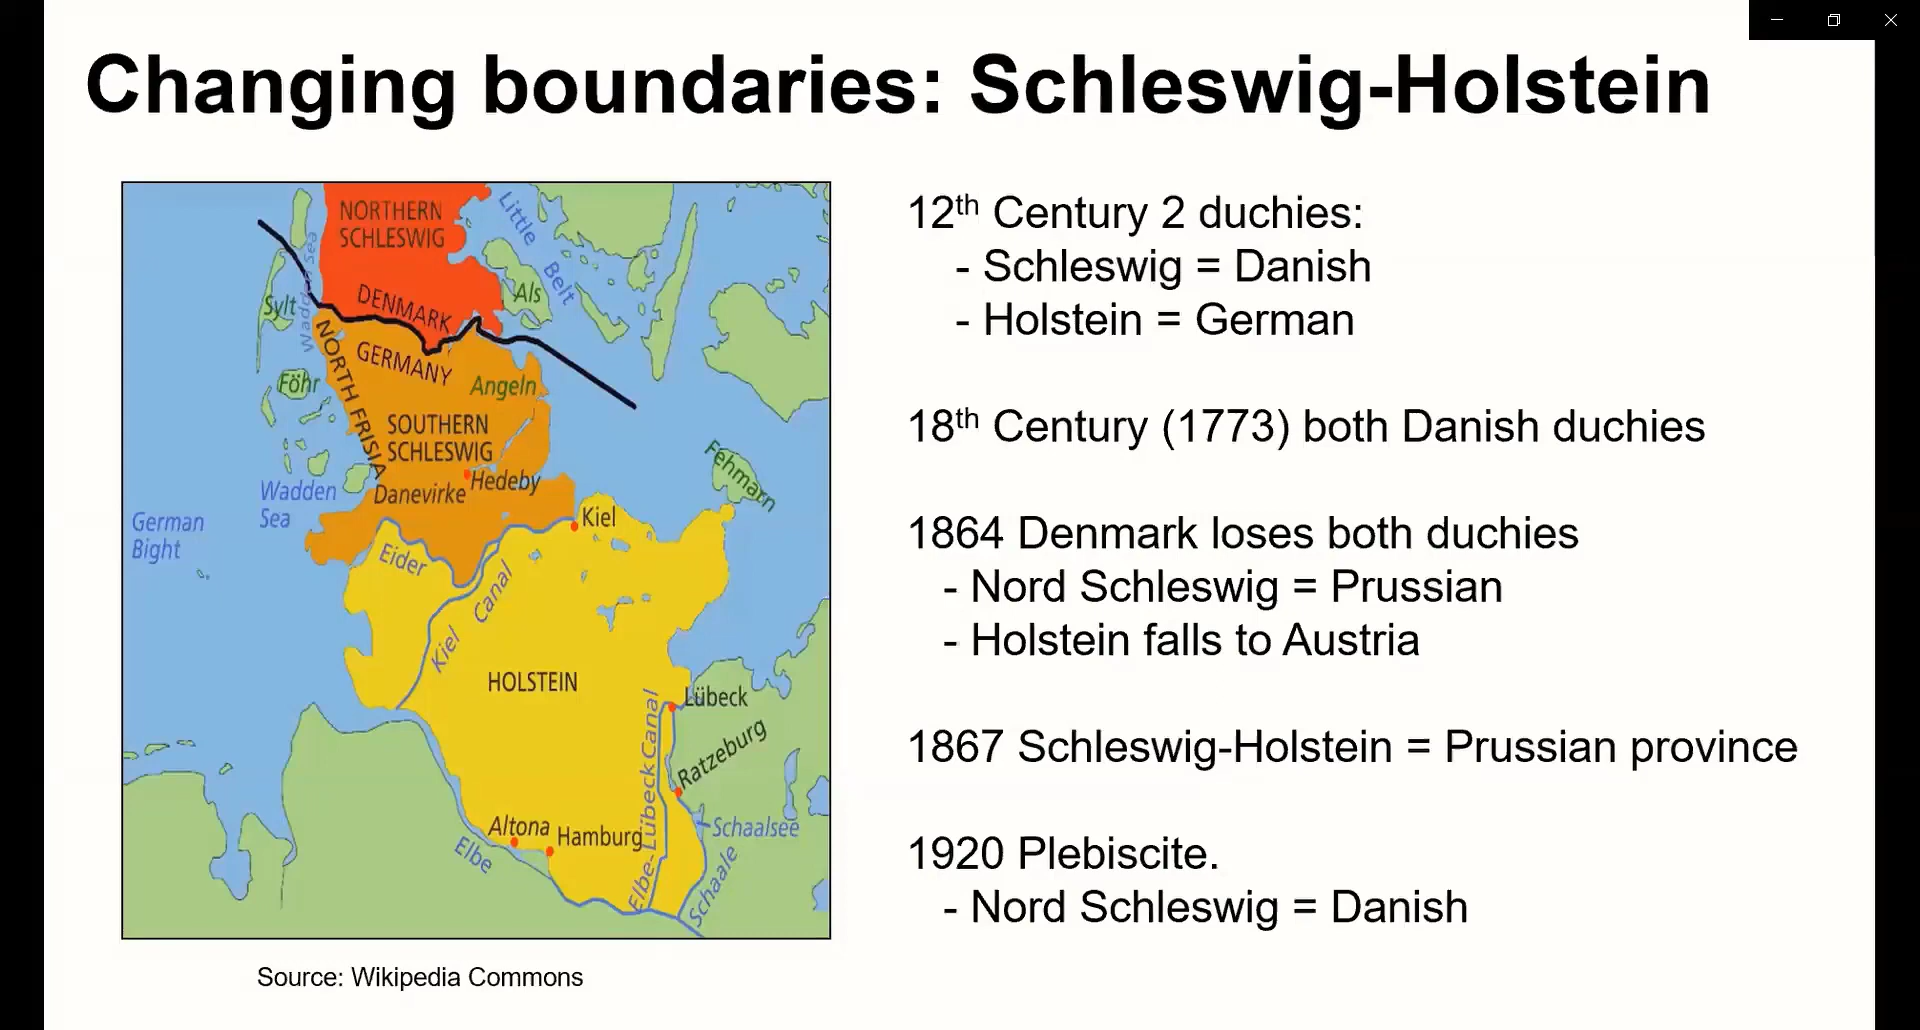 Changing boundaries: Schleswig-Holstein
NORTHERN
SCHLESWIG
Little
Belt
Wadden Sea
Sylt
Als
DENMARK
GERMANY
NORTH FRISIA
Angeln
Föhr
SOUTHERN
SCHLESWIG
Hedeby
Danevirke
Fehmarn
Wadden
Sea
German
Bight
Kiel
Eider
Kiel Canal
HOLSTEIN
Lübeck
Elbe-Lübeck Canal
Ratzeburg
Schaalsee
Altona
Hamburg
Elbe
Schaale
Source: Wikipedia Commons
12th Century 2 duchies:
- Schleswig = Danish
- Holstein = German
18th Century (1773) both Danish duchies
1864 Denmark loses both duchies
- Nord Schleswig = Prussian
- Holstein falls to Austria
1867 Schleswig-Holstein = Prussian province
1920 Plebiscite.
- Nord Schleswig = Danish